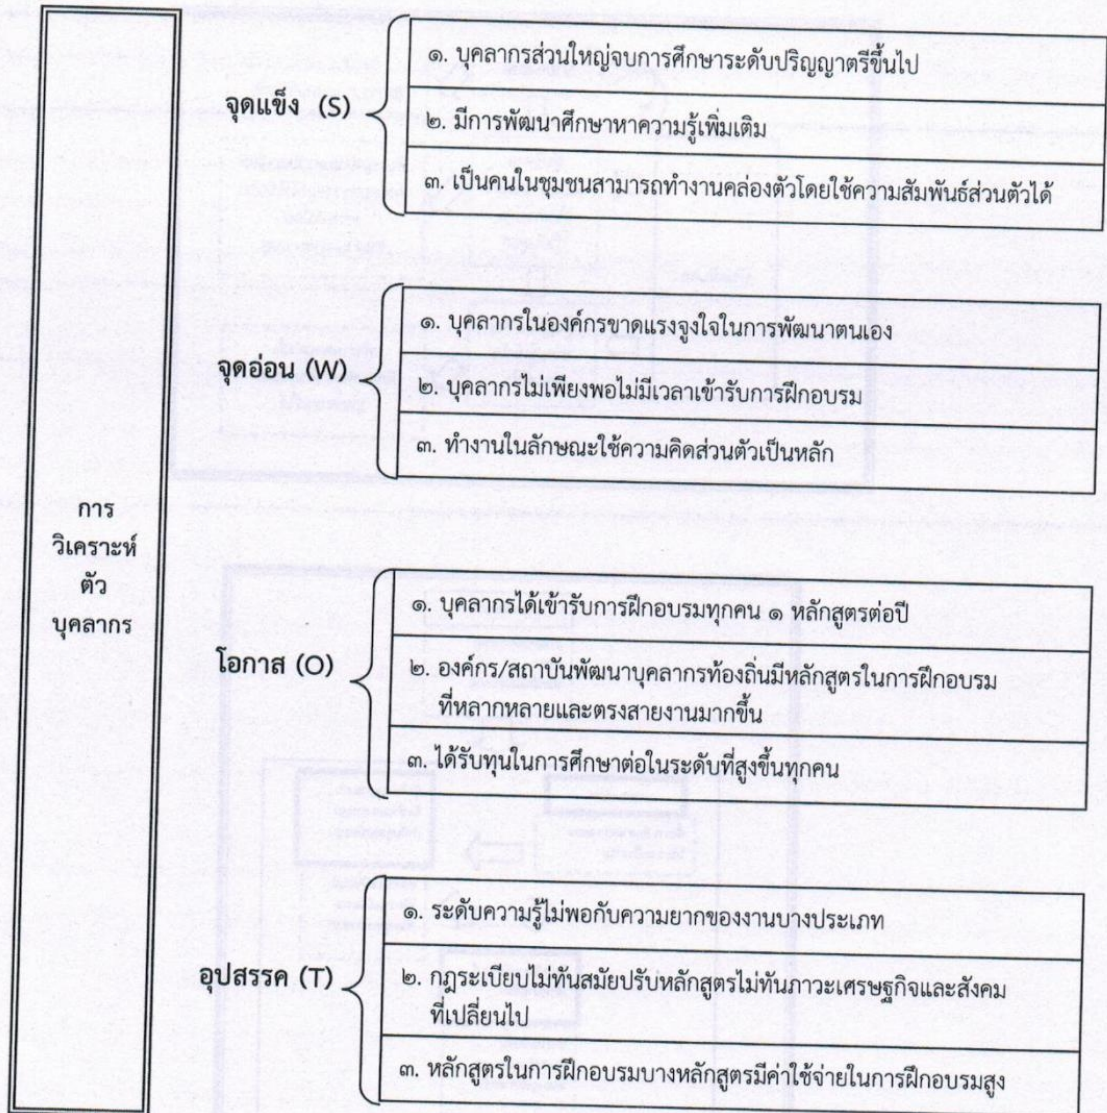 การ
วิเคราะห์
ตัว
บุคลากร
จุดแข็ง (S)
๑. บุคลากรส่วนใหญ่จบการศึกษาระดับปริญญาตรีขึ้นไป
๒. มีการพัฒนาศึกษาหาความรู้เพิ่มเติม
๓. เป็นคนในชุมชนสามารถทำงานคล่องตัวโดยใช้ความสัมพันธ์ส่วนตัวได้
จุดอ่อน (W)
๑. บุคลากรในองค์กรขาดแรงจูงใจในการพัฒนาตนเอง
๒. บุคลากรไม่เพียงพอไม่มีเวลาเข้ารับการฝึกอบรม
๓. ทำงานในลักษณะใช้ความคิดส่วนตัวเป็นหลัก
โอกาส (O)
๑. บุคลากรได้เข้ารับการฝึกอบรมทุกคน ๑ หลักสูตรต่อปี
๒. องค์กร/สถาบันพัฒนาบุคลากรท้องถิ่นมีหลักสูตรในการฝึกอบรม
ที่หลากหลายและตรงสายงานมากขึ้น
๓. ได้รับทุนในการศึกษาต่อในระดับที่สูงขึ้นทุกคน
อุปสรรค (T)
๑. ระดับความรู้ไม่พอกับความยากของงานบางประเภท
๒. กฎระเบียบไม่ทันสมัยปรับหลักสูตรไม่ทันภาวะเศรษฐกิจและสังคม
ที่เปลี่ยนไป
๓. หลักสูตรในการฝึกอบรมบางหลักสูตรมีค่าใช้จ่ายในการฝึกอบรมสูง